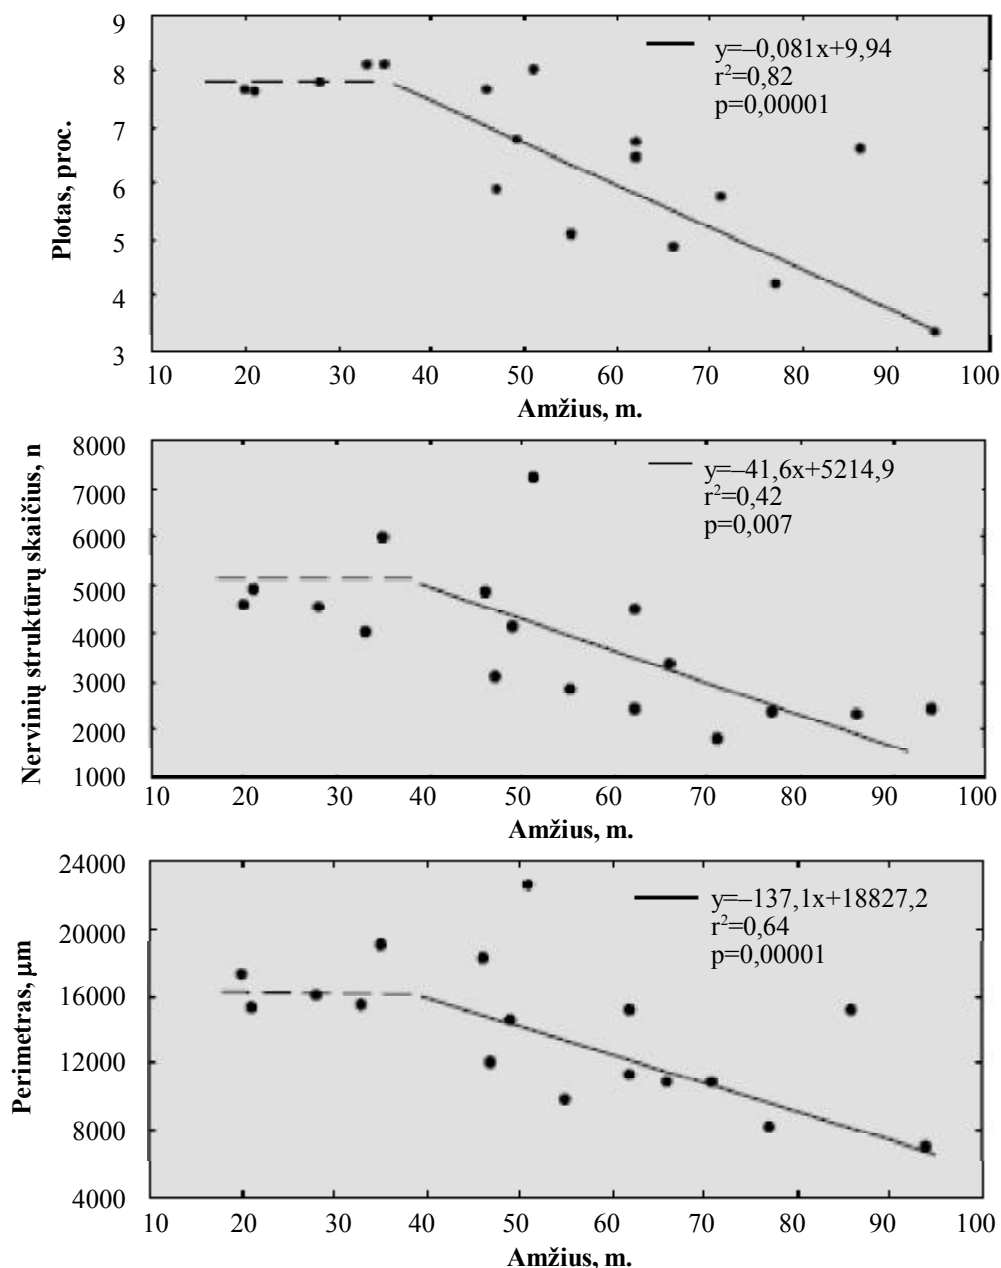 9
8
7
6
5
4
3
Plotas, proc.
y=–0,081x+9,94
r²=0,82
p=0,00001
10 20 30 40 50 60 70 80 90 100
Amžius, m.
8000
7000
6000
5000
4000
3000
2000
1000
Nervinių struktūrų skaičius, n
y=–41,6x+5214,9
r²=0,42
p=0,007
10 20 30 40 50 60 70 80 90 100
Amžius, m.
24000
20000
16000
12000
8000
4000
Perimetras, µm
y=–137,1x+18827,2
r²=0,64
p=0,00001
10 20 30 40 50 60 70 80 90 100
Amžius, m.